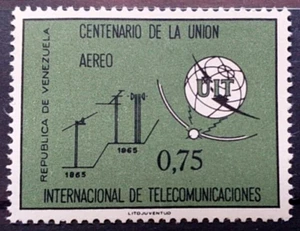 CENTENARIO DE LA UNION
AEREO
REPUBLICA DE VENEZUELA
UIT
1865
1965
0,75
INTERNACIONAL DE TELECOMUNICACIONES
LITOJUVENTUD